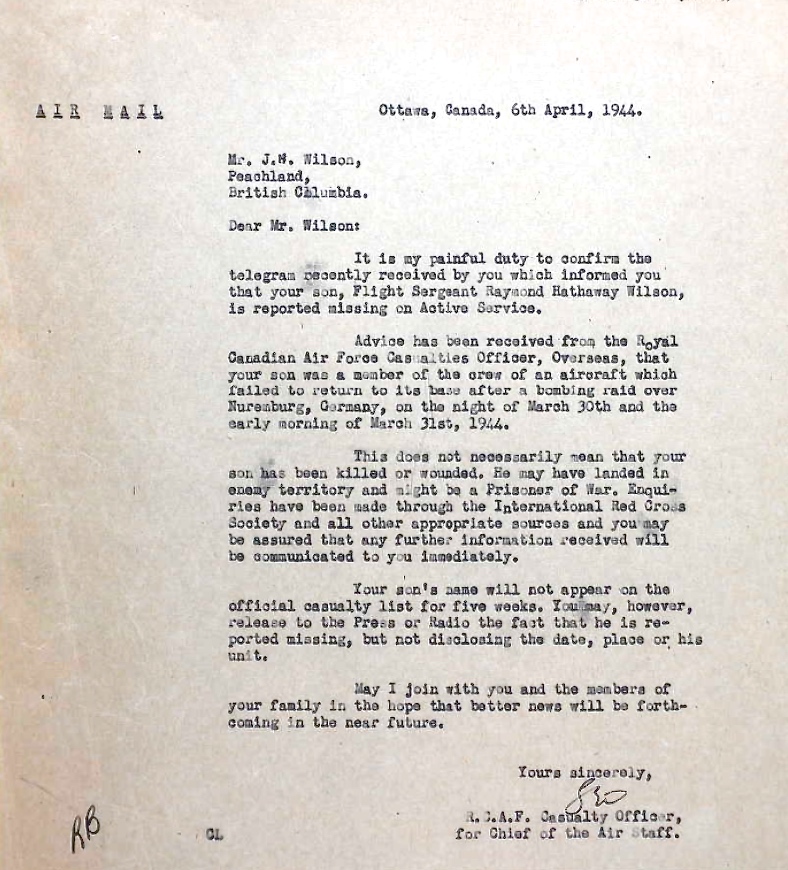 AIR MAIL
Ottawa, Canada, 6th April, 1944.
Mr. J.N. Wilson,
Peachland,
British Columbia.
Dear Mr. Wilson:
It is my painful duty to confirm the
telegram recently received by you which informed you
that your son, Flight Sergeant Raymond Hathaway Wilson,
is reported missing on Active Service.
Advice has been received from the Royal
Canadian Air Force Casualties Officer, Overseas, that
your son was a member of the crew of an aircraft which
failed to return to its base after a bombing raid over
Nuremburg, Germany, on the night of March 30th and the
early morning of March 31st, 1944.
This does not necessarily mean that your
son has been killed or wounded. He may have landed in
enemy territory and might be a Prisoner of War. Enqui-
ries have been made through the International Red Cross
Society and all other appropriate sources and you may
be assured that any further information received will
be communicated to you immediately.
Your son's name will not appear on the
official casualty list for five weeks. You may, however,
release to the Press or Radio the fact that he is re-
ported missing, but not disclosing the date, place or his
unit.
May I join with you and the members of
your family in the hope that better news will be forth-
coming in the near future.
Yours sincerely,
R.C.A.F. Casualty Officer,
for Chief of the Air Staff.
RB
CL